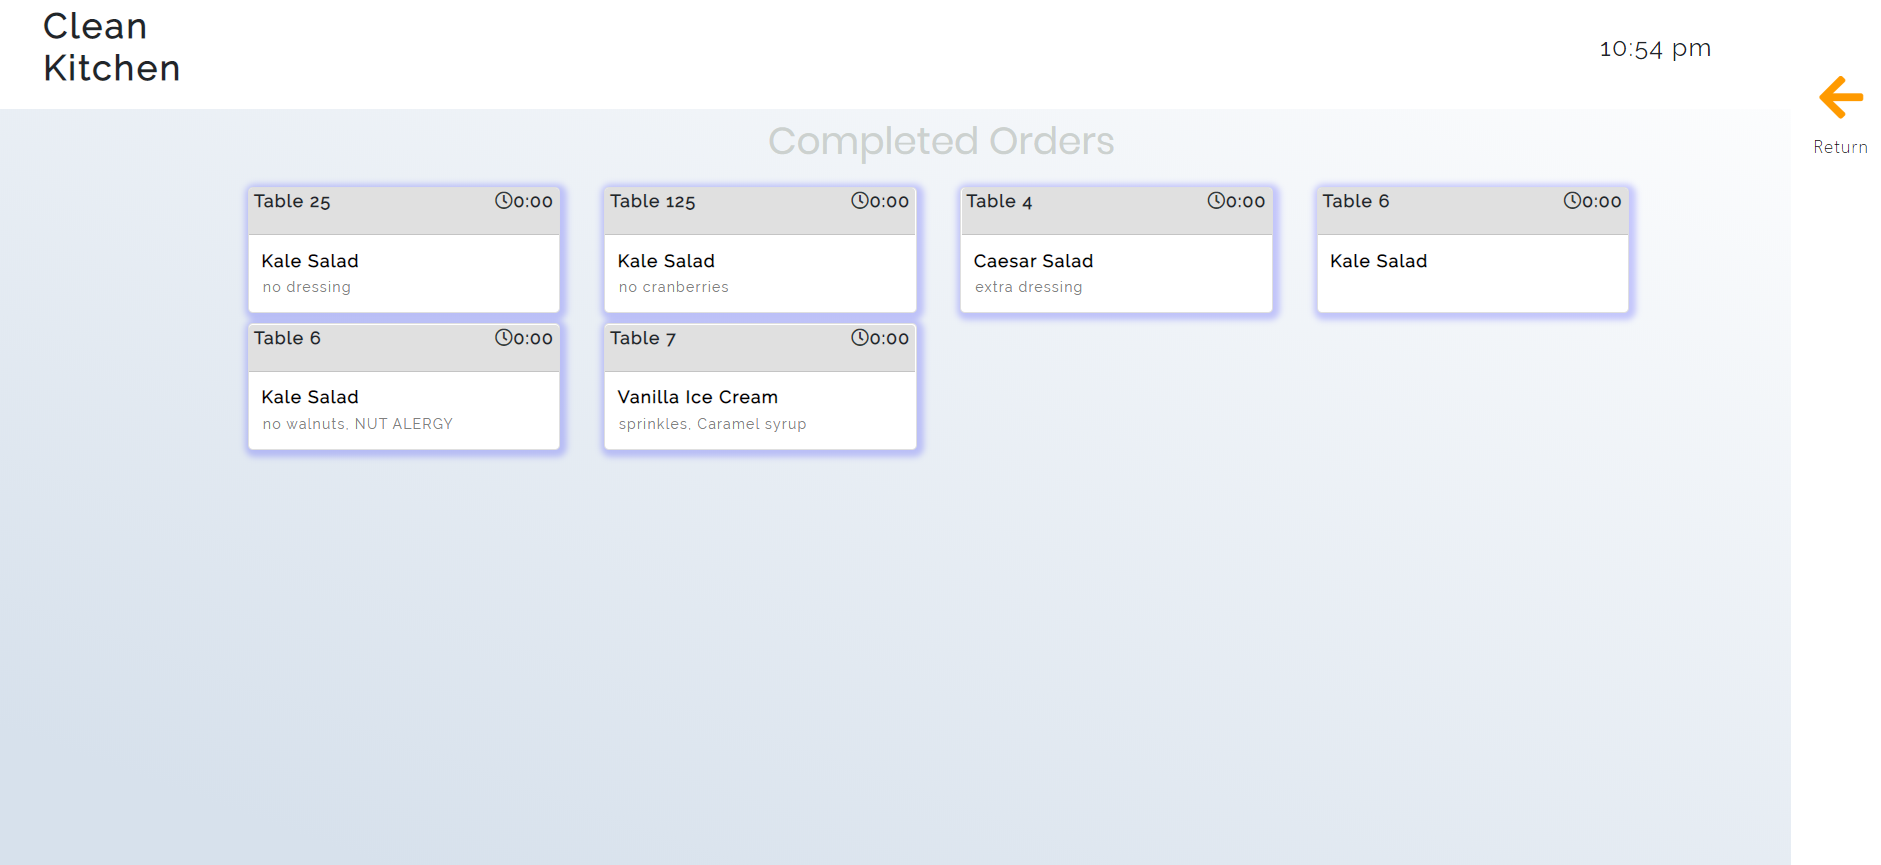 Clean
Kitchen
10:54 pm
Return
Completed Orders
Table 25 0:00
Kale Salad
no dressing
Table 125 0:00
Kale Salad
no cranberries
Table 4 0:00
Caesar Salad
extra dressing
Table 6 0:00
Kale Salad
Table 6 0:00
Kale Salad
no walnuts, NUT ALERGY
Table 7 0:00
Vanilla Ice Cream
sprinkles, Caramel syrup